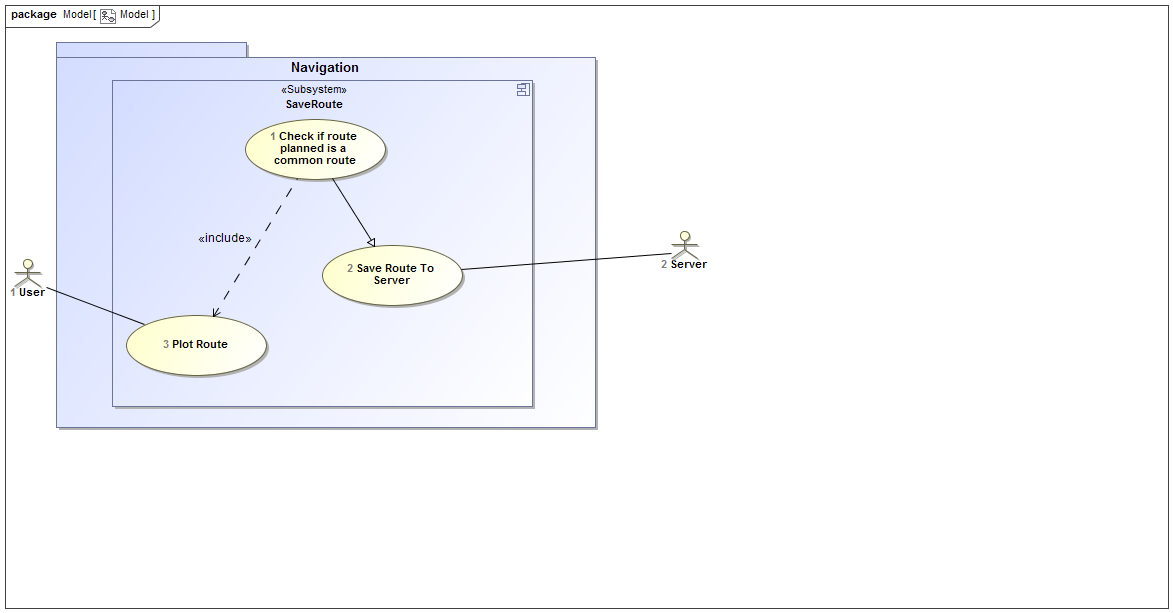 package Model [ Model ]
Navigation
«Subsystem»
SaveRoute
1 Check if route
planned is a
common route
«include»
2 Save Route To
Server
2 Server
1 User
3 Plot Route